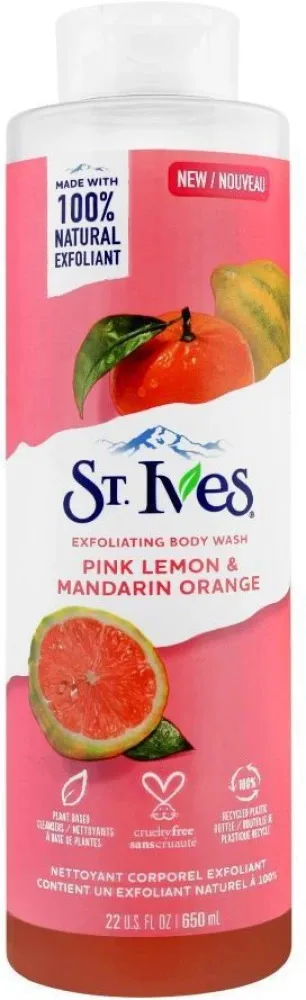 MADE WITH
100%
NATURAL
EXFOLIANT
NEW / NOUVEAU
ST. IVES®
EXFOLIATING BODY WASH
PINK LEMON &
MANDARIN ORANGE
PLANT BASED
CLEANSERS / NETTOYANTS
À BASE DE PLANTES
crueltyfree
sanscruauté
100%
RECYCLED PLASTIC
BOTTLE / BOUTEILLE DE
PLASTIQUE RECYCLÉ
NETTOYANT CORPOREL EXFOLIANT
CONTIENT UN EXFOLIANT NATUREL À 100%
22 U.S. FL OZ | 650 mL